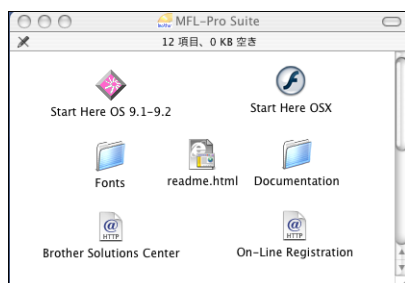 MFL-Pro Suite
12 項目、0 KB 空き
Start Here OS 9.1-9.2
Start Here OSX
Fonts
readme.html
Documentation
@
HTTP
@
HTTP
Brother Solutions Center
On-Line Registration